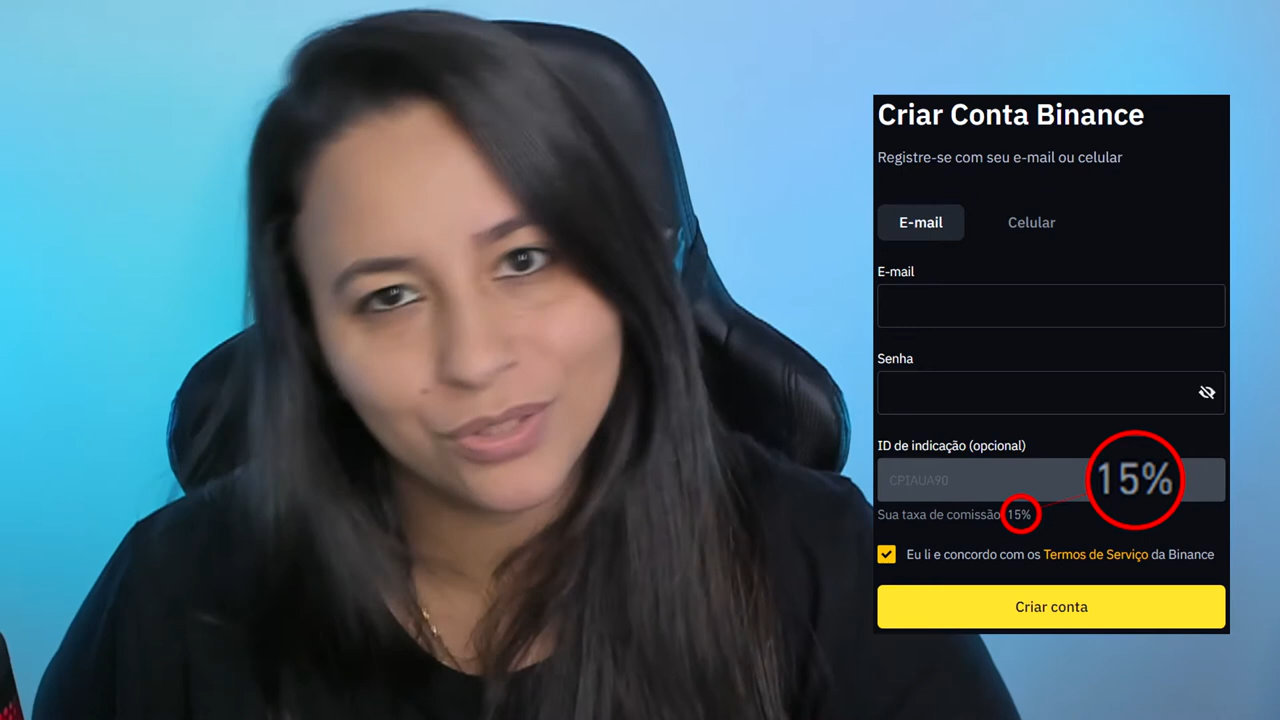 Criar Conta Binance
Registre-se com seu e-mail ou celular
E-mail Celular
E-mail
Senha
ID de indicação (opcional)
CPIAUA90
15%
Sua taxa de comissão 15%
Eu li e concordo com os Termos de Serviço da Binance
Criar conta